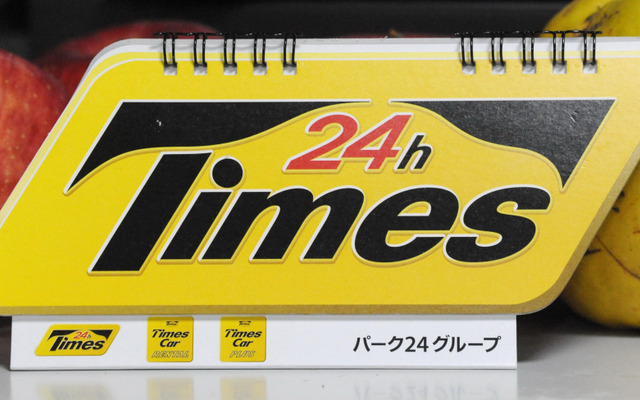 24h
Times
24h
Times
Times
Car
RENTAL
Times
Car
PLUS
パーク24グループ